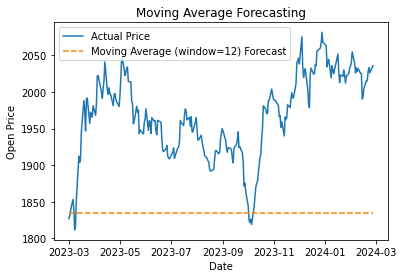 Moving Average Forecasting
Actual Price
Moving Average (window=12) Forecast
Open Price
2050
2000
1950
1900
1850
1800
2023-03
2023-05
2023-07
2023-09
2023-11
2024-01
2024-03
Date